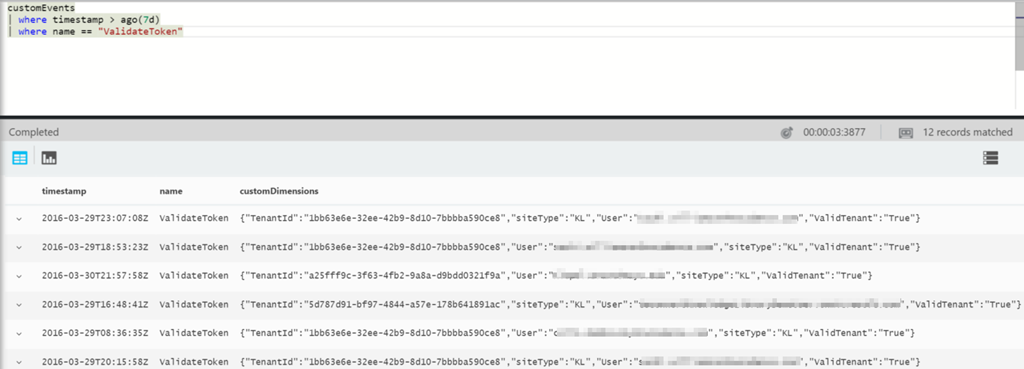 customEvents
| where timestamp > ago(7d)
| where name == "ValidateToken"
Completed 00:00:03:3877 12 records matched
timestamp name customDimensions
2016-03-29T23:07:08Z ValidateToken {"TenantId":"1bb63e6e-32ee-42b9-8d10-7bbbba590ce8","siteType":"KL","User":" ","ValidTenant":"True"}
2016-03-29T18:53:23Z ValidateToken {"TenantId":"1bb63e6e-32ee-42b9-8d10-7bbbba590ce8","User":" ","siteType":"KL","ValidTenant":"True"}
2016-03-30T21:57:58Z ValidateToken {"TenantId":"a25fff9c-3f63-4fb2-9a8a-d9bdd0321f9a","User":" ","siteType":"KL","ValidTenant":"True"}
2016-03-29T16:48:41Z ValidateToken {"TenantId":"5d787d91-bf97-4844-a57e-178b641891ac","siteType":"KL","User":" ","ValidTenant":"True"}
2016-03-29T08:36:35Z ValidateToken {"TenantId":"1bb63e6e-32ee-42b9-8d10-7bbbba590ce8","User":" ","siteType":"KL","ValidTenant":"True"}
2016-03-29T20:15:58Z ValidateToken {"TenantId":"1bb63e6e-32ee-42b9-8d10-7bbbba590ce8","siteType":"KL","User":" ","ValidTenant":"True"}